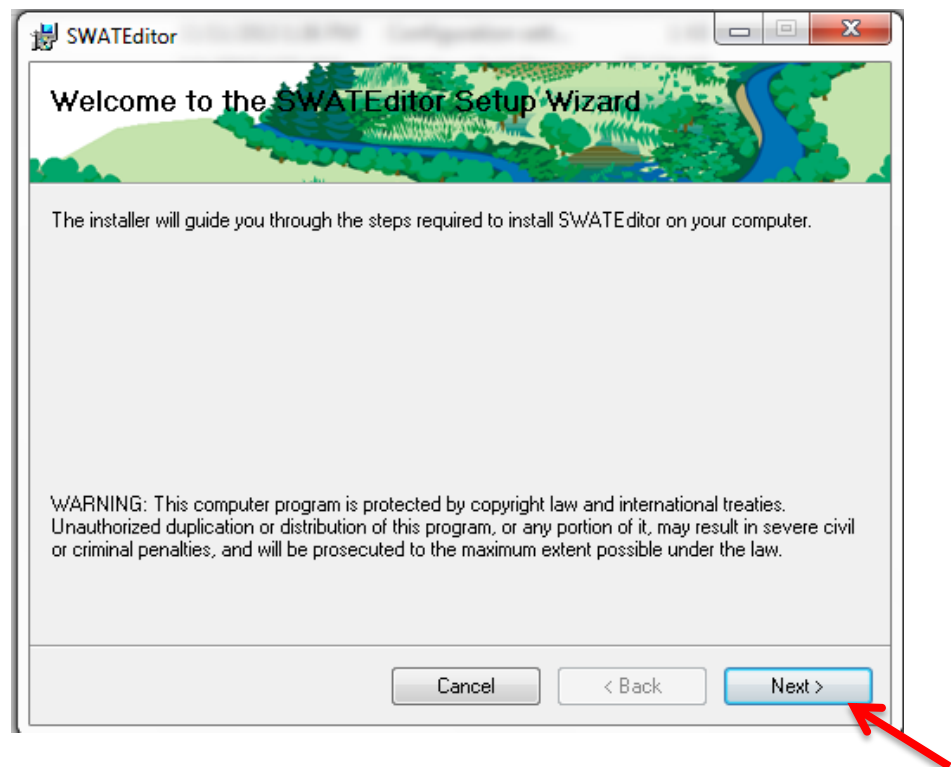 SWATEditor
Welcome to the SWATEditor Setup Wizard
The installer will guide you through the steps required to install SWATEditor on your computer.
WARNING: This computer program is protected by copyright law and international treaties.
Unauthorized duplication or distribution of this program, or any portion of it, may result in severe civil
or criminal penalties, and will be prosecuted to the maximum extent possible under the law.
Cancel
< Back
Next >